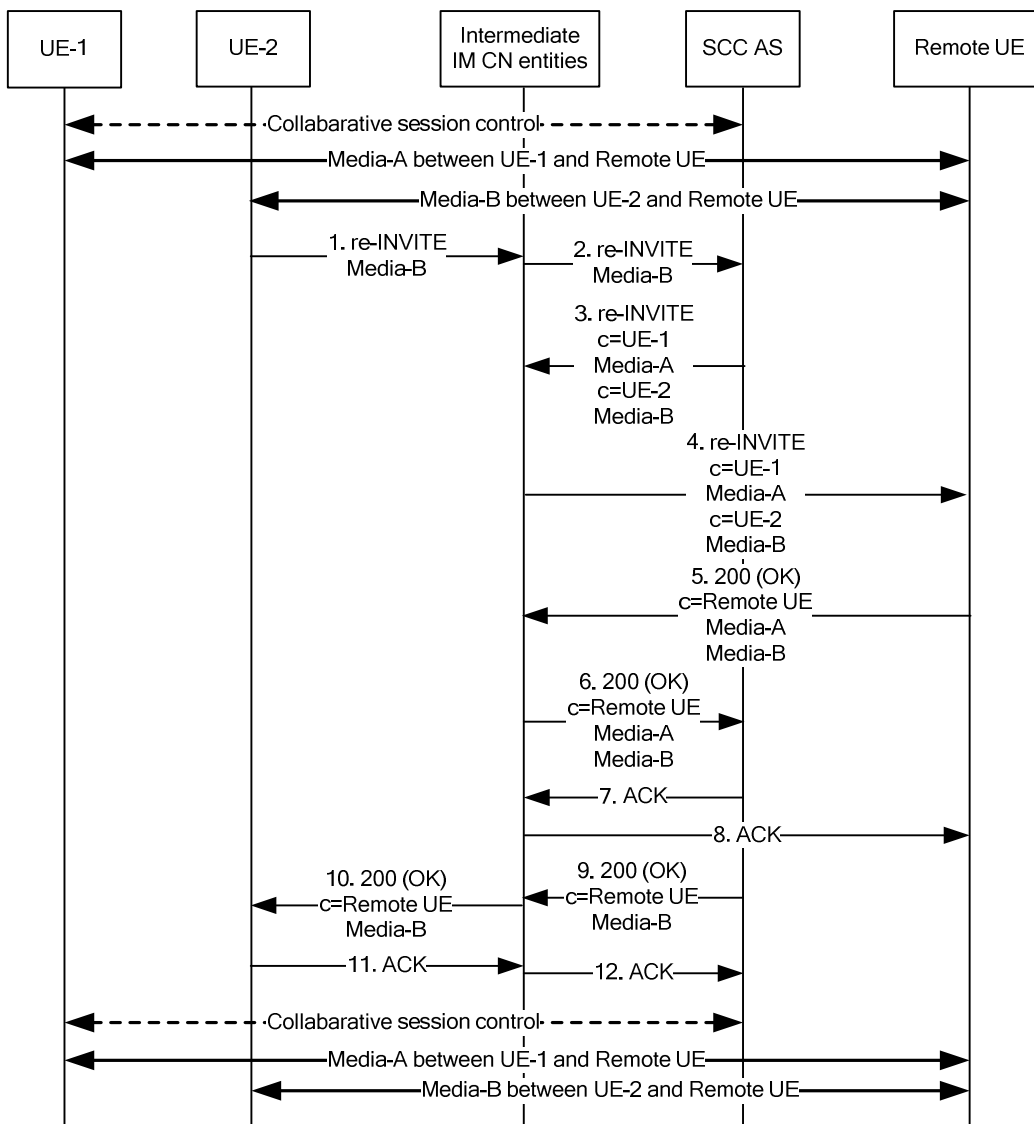 UE-1
UE-2
Intermediate
IM CN entities
SCC AS
Remote UE
Collabarative session control
Media-A between UE-1 and Remote UE
Media-B between UE-2 and Remote UE
1. re-INVITE
Media-B
2. re-INVITE
Media-B
3. re-INVITE
c=UE-1
Media-A
c=UE-2
Media-B
4. re-INVITE
c=UE-1
Media-A
c=UE-2
Media-B
5. 200 (OK)
c=Remote UE
Media-A
Media-B
6. 200 (OK)
c=Remote UE
Media-A
Media-B
7. ACK
8. ACK
9. 200 (OK)
c=Remote UE
Media-B
10. 200 (OK)
c=Remote UE
Media-B
11. ACK
12. ACK
Collabarative session control
Media-A between UE-1 and Remote UE
Media-B between UE-2 and Remote UE